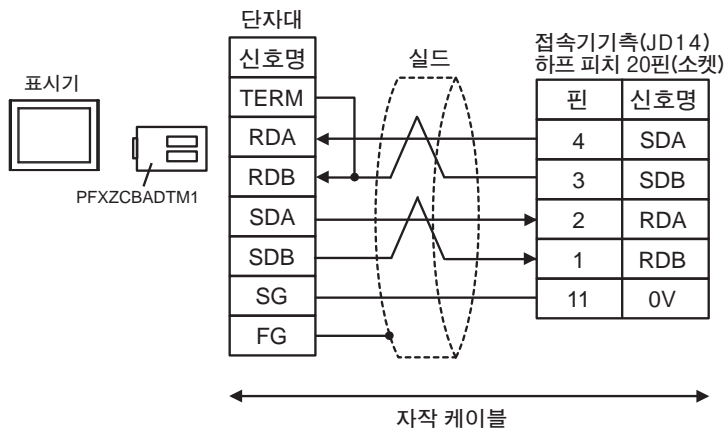 표시기
PFXZCBADTM1
단자대
신호명
TERM
RDA
RDB
SDA
SDB
SG
FG
실드
접속기기측(JD14)
하프 피치 20핀(소켓)
핀 신호명
4 SDA
3 SDB
2 RDA
1 RDB
11 0V
자작 케이블